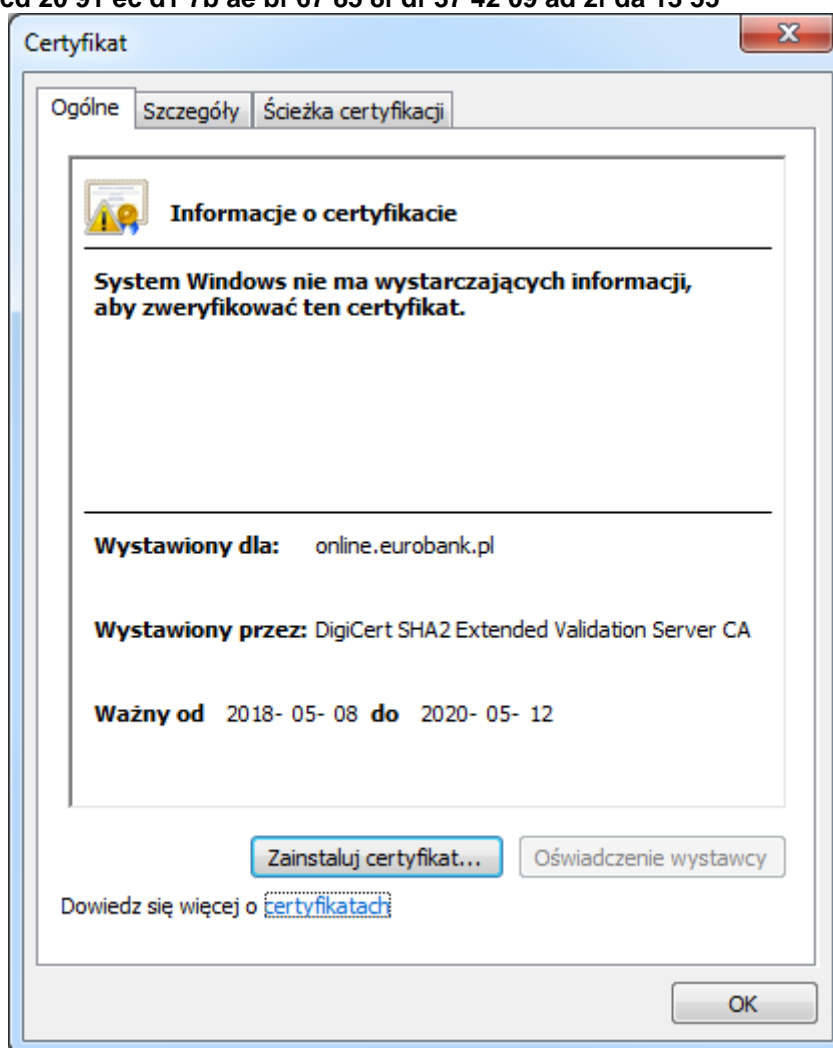 Certyfikat
Ogólne Szczegóły Ścieżka certyfikacji
Informacje o certyfikacie
System Windows nie ma wystarczających informacji,
aby zweryfikować ten certyfikat.
Wystawiony dla: online.eurobank.pl
Wystawiony przez: DigiCert SHA2 Extended Validation Server CA
Ważny od 2018- 05- 08 do 2020- 05- 12
Zainstaluj certyfikat... Oświadczenie wystawcy
Dowiedz się więcej o certyfikatach
OK